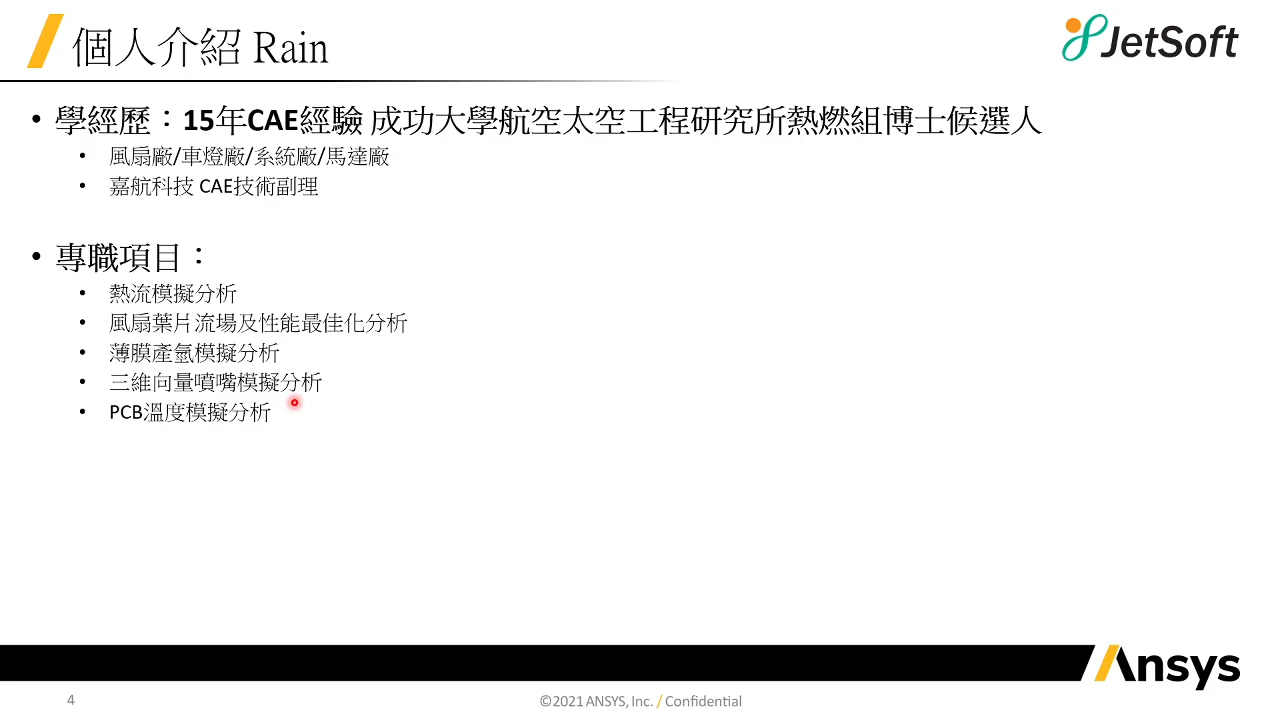 個人介紹 Rain
JetSoft
• 學經歷：15年CAE經驗 成功大學航空太空工程研究所熱燃組博士候選人
• 風扇廠/車燈廠/系統廠/馬達廠
• 嘉航科技 CAE技術副理
• 專職項目：
• 熱流模擬分析
• 風扇葉片流場及性能最佳化分析
• 薄膜產氫模擬分析
• 三維向量噴嘴模擬分析
• PCB溫度模擬分析
Ansys
4
©2021 ANSYS, Inc. / Confidential